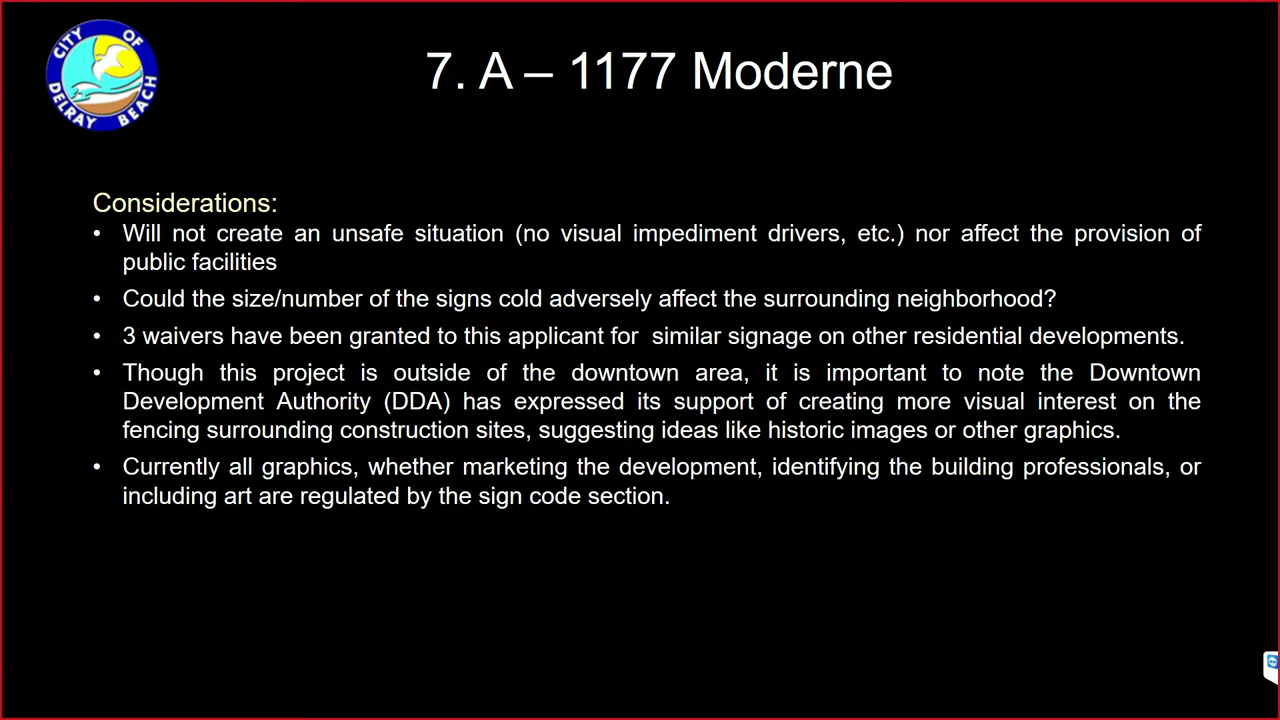 CITY OF
DELRAY BEACH
7. A – 1177 Moderne
Considerations:
• Will not create an unsafe situation (no visual impediment drivers, etc.) nor affect the provision of
public facilities
• Could the size/number of the signs cold adversely affect the surrounding neighborhood?
• 3 waivers have been granted to this applicant for  similar signage on other residential developments.
• Though this project is outside of the downtown area, it is important to note the Downtown
Development Authority (DDA) has expressed its support of creating more visual interest on the
fencing surrounding construction sites, suggesting ideas like historic images or other graphics.
• Currently all graphics, whether marketing the development, identifying the building professionals, or
including art are regulated by the sign code section.